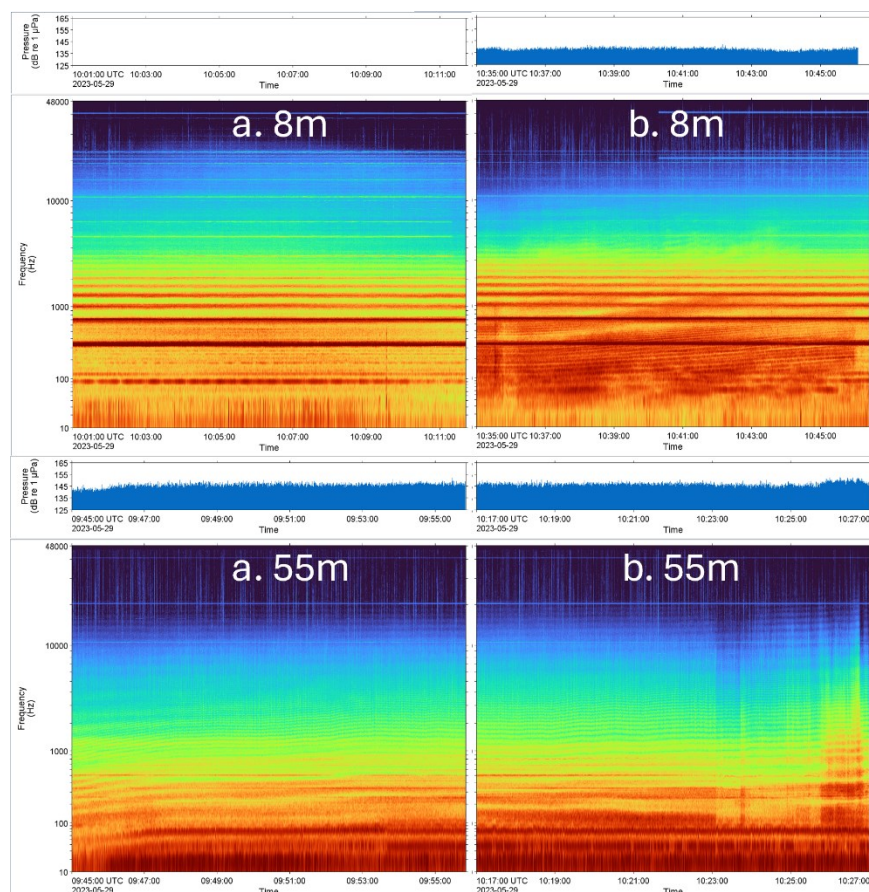 165
155
145
135
125
Pressure
(dB re 1 µPa)
10:01:00 UTC
2023-05-29
10:03:00
10:05:00
10:07:00
10:09:00
10:11:00
Time
10:35:00 UTC
2023-05-29
10:37:00
10:39:00
10:41:00
10:43:00
10:45:00
Time
a. 8m
b. 8m
48000
10000
1000
100
10
Frequency
(Hz)
10:01:00 UTC
2023-05-29
10:03:00
10:05:00
10:07:00
10:09:00
10:11:00
Time
10:35:00 UTC
2023-05-29
10:37:00
10:39:00
10:41:00
10:43:00
10:45:00
Time
165
155
145
135
125
Pressure
(dB re 1 µPa)
09:45:00 UTC
2023-05-29
09:47:00
09:49:00
09:51:00
09:53:00
09:55:00
Time
10:17:00 UTC
2023-05-29
10:19:00
10:21:00
10:23:00
10:25:00
10:27:00
Time
a. 55m
b. 55m
48000
10000
1000
100
10
Frequency
(Hz)
09:45:00 UTC
2023-05-29
09:47:00
09:49:00
09:51:00
09:53:00
09:55:00
Time
10:17:00 UTC
2023-05-29
10:19:00
10:21:00
10:23:00
10:25:00
10:27:00
Time